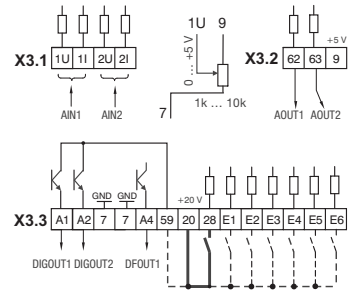 1U 9
+5 V
X3.1 1U 1I 2U 2I
0 ... +5 V
X3.2 62 63 9
AIN1 AIN2
1k ... 10k
7
AOUT1 AOUT2
GND GND
+20 V
X3.3 A1 A2 7 7 A4 59 20 28 E1 E2 E3 E4 E5 E6
DIGOUT1 DIGOUT2 DFOUT1